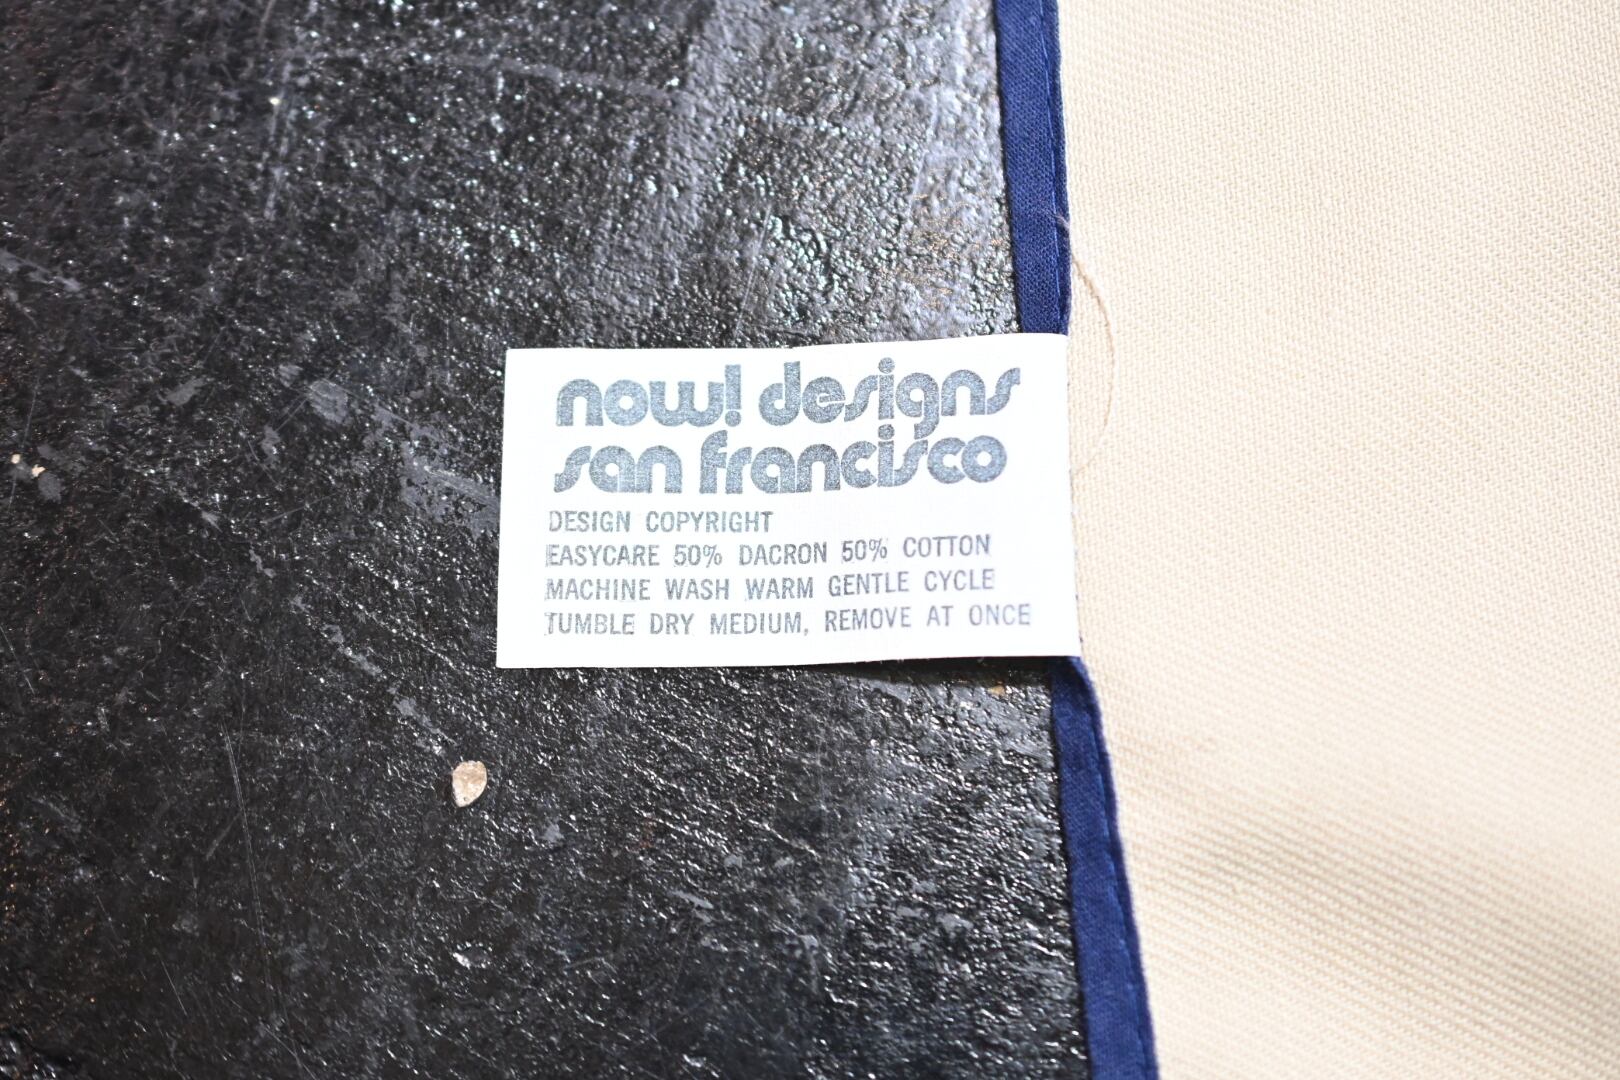 now! designs
san francisco
DESIGN COPYRIGHT
EASYCARE 50% DACRON 50% COTTON
MACHINE WASH WARM GENTLE CYCLE
TUMBLE DRY MEDIUM, REMOVE AT ONCE